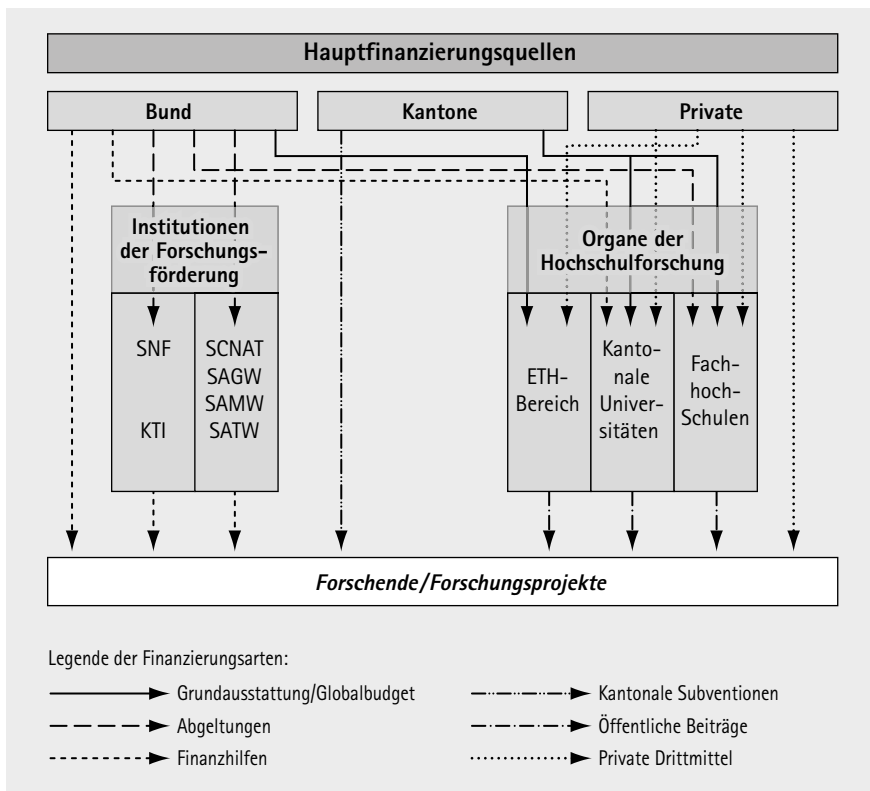 Hauptfinanzierungsquellen
Bund
Kantone
Private
Institutionen
der Forschungs-
förderung
Organe der
Hochschulforschung
SNF
KTI
SCNAT
SAGW
SAMW
SATW
ETH-
Bereich
Kanto-
nale
Univer-
sitäten
Fach-
hoch-
Schulen
Forschende/Forschungsprojekte
Legende der Finanzierungsarten:
Grundausstattung/Globalbudget
Abgeltungen
Finanzhilfen
Kantonale Subventionen
Öffentliche Beiträge
Private Drittmittel